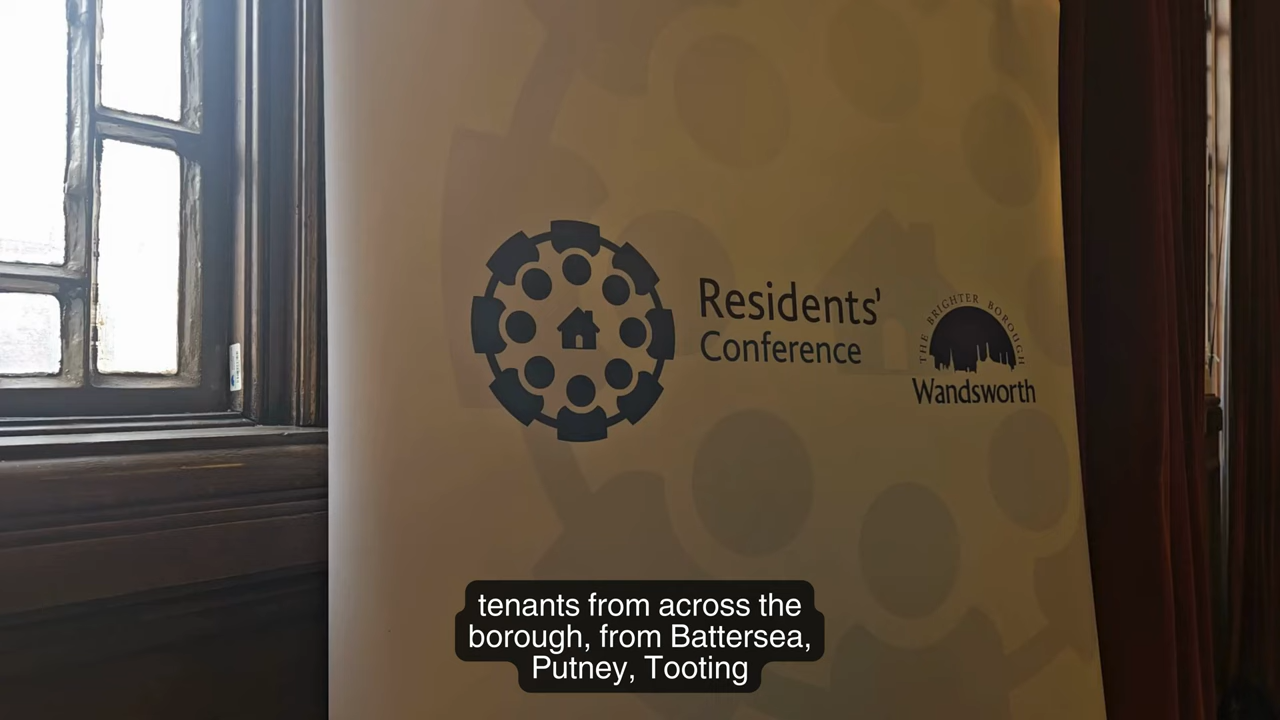 Residents'
Conference
THE BRIGHTER BOROUGH
Wandsworth
tenants from across the
borough, from Battersea,
Putney, Tooting